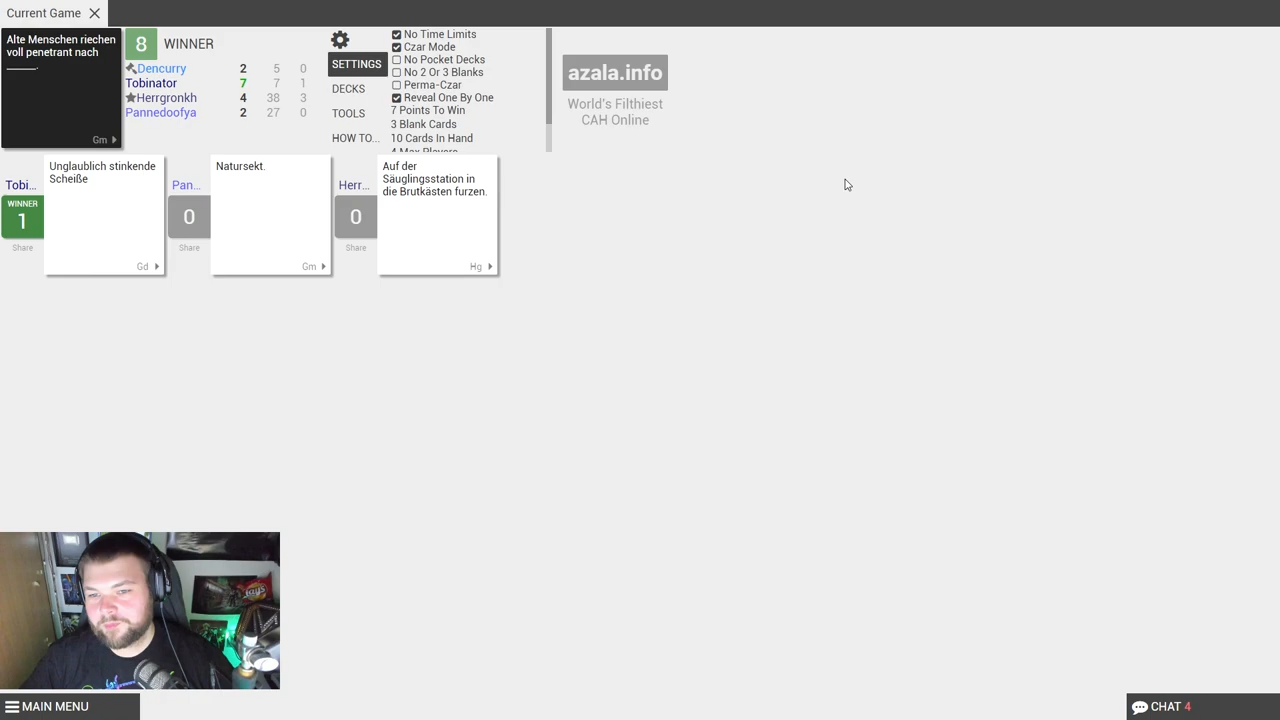 Current Game
Alte Menschen riechen
voll penetrant nach
_____.
Gm
8 WINNER
Dencurry 2 5 0
Tobinator 7 7 1
Herrgronkh 4 38 3
Pannedoofya 2 27 0
SETTINGS
DECKS
TOOLS
HOW TO...
No Time Limits
Czar Mode
No Pocket Decks
No 2 Or 3 Blanks
Perma-Czar
Reveal One By One
7 Points To Win
3 Blank Cards
10 Cards In Hand
4 Max Players
azala.info
World's Filthiest
CAH Online
Tobi...
WINNER
1
Share
Unglaublich stinkende
Scheiße
Gd
Pan...
0
Share
Natursekt.
Gm
Herr...
0
Share
Auf der
Säuglingsstation in
die Brutkästen furzen.
Hg
Lay's
MAIN MENU
CHAT 4